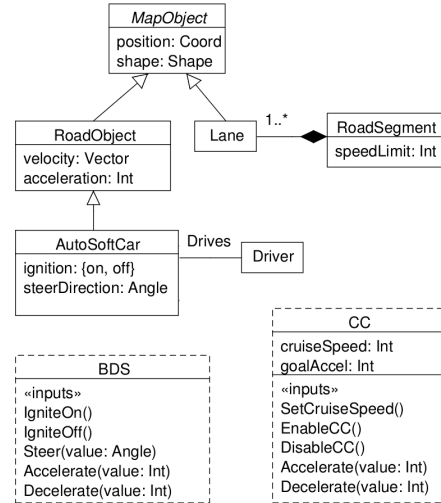 MapObject
position: Coord
shape: Shape
RoadObject
velocity: Vector
acceleration: Int
Lane
1..*
RoadSegment
speedLimit: Int
AutoSoftCar
ignition: {on, off}
steerDirection: Angle
Drives
Driver
BDS
«inputs»
IgniteOn()
IgniteOff()
Steer(value: Angle)
Accelerate(value: Int)
Decelerate(value: Int)
CC
cruiseSpeed: Int
goalAccel: Int
«inputs»
SetCruiseSpeed()
EnableCC()
DisableCC()
Accelerate(value: Int)
Decelerate(value: Int)